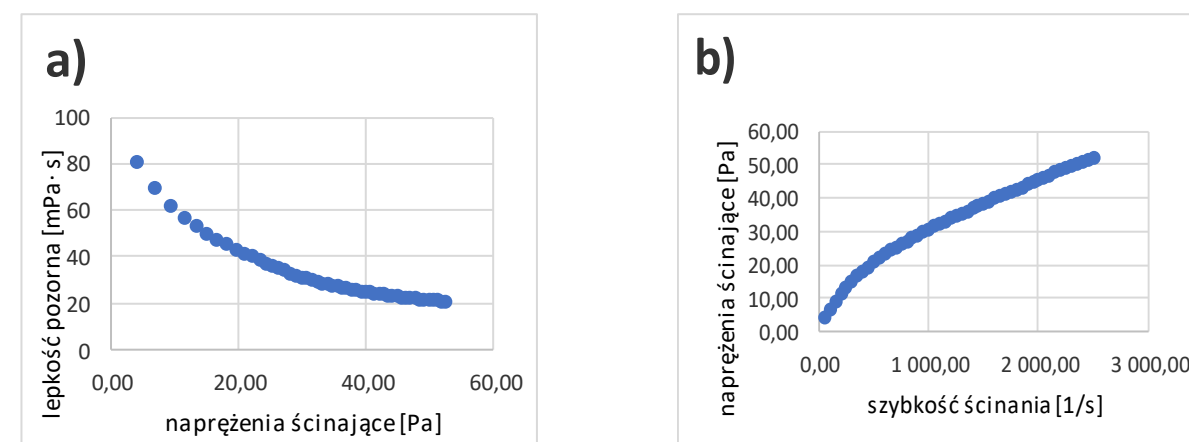 a)
lepkość pozorna [mPa· s]
100
80
60
40
20
0
0,00 20,00 40,00 60,00
naprężenia ścinające [Pa]
b)
naprężenia ścinające [Pa]
60,00
50,00
40,00
30,00
20,00
10,00
0,00
0,00 1 000,00 2 000,00 3 000,00
szybkość ścinania [1/s]